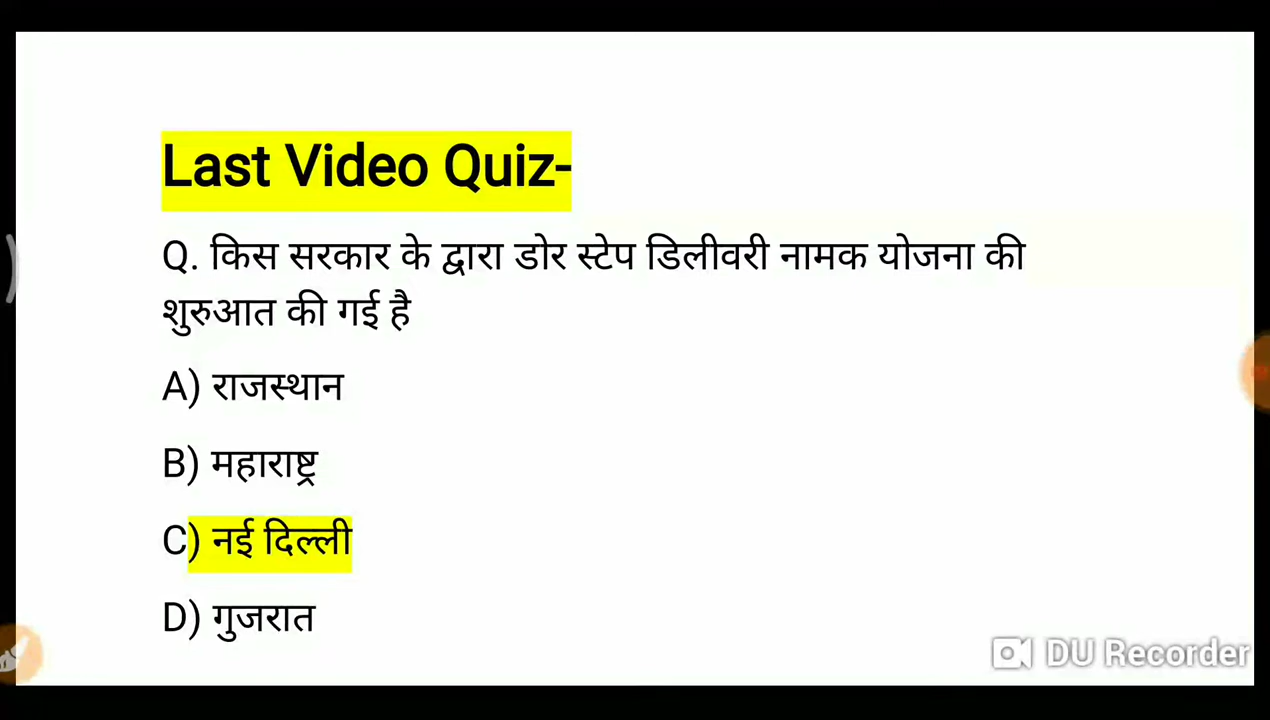 Last Video Quiz-
Q. किस सरकार के द्वारा डोर स्टेप डिलीवरी नामक योजना की
शुरुआत की गई है
A) राजस्थान
B) महाराष्ट्र
C) नई दिल्ली
D) गुजरात
DU Recorder